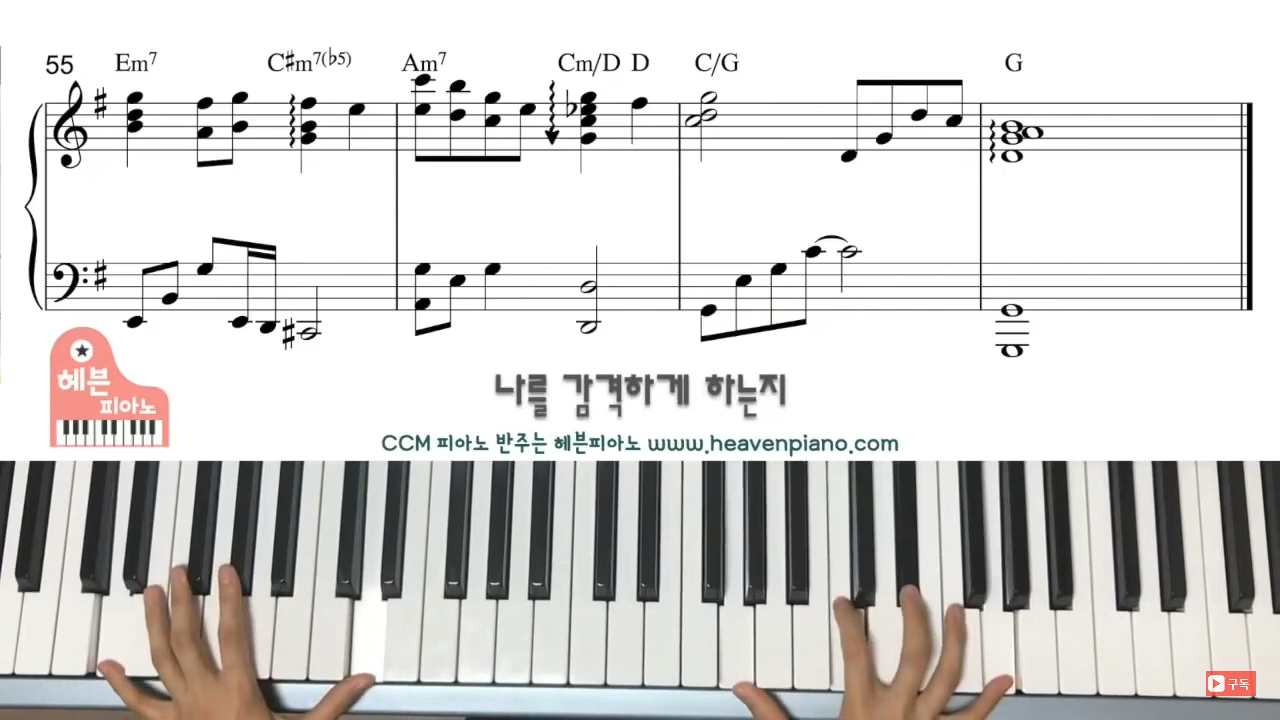 55 Em7 C#m7(b5) Am7 Cm/D D C/G G
헤븐
피아노
나를 감격하게 하는지
CCM 피아노 반주는 헤븐피아노 www.heavenpiano.com
구독